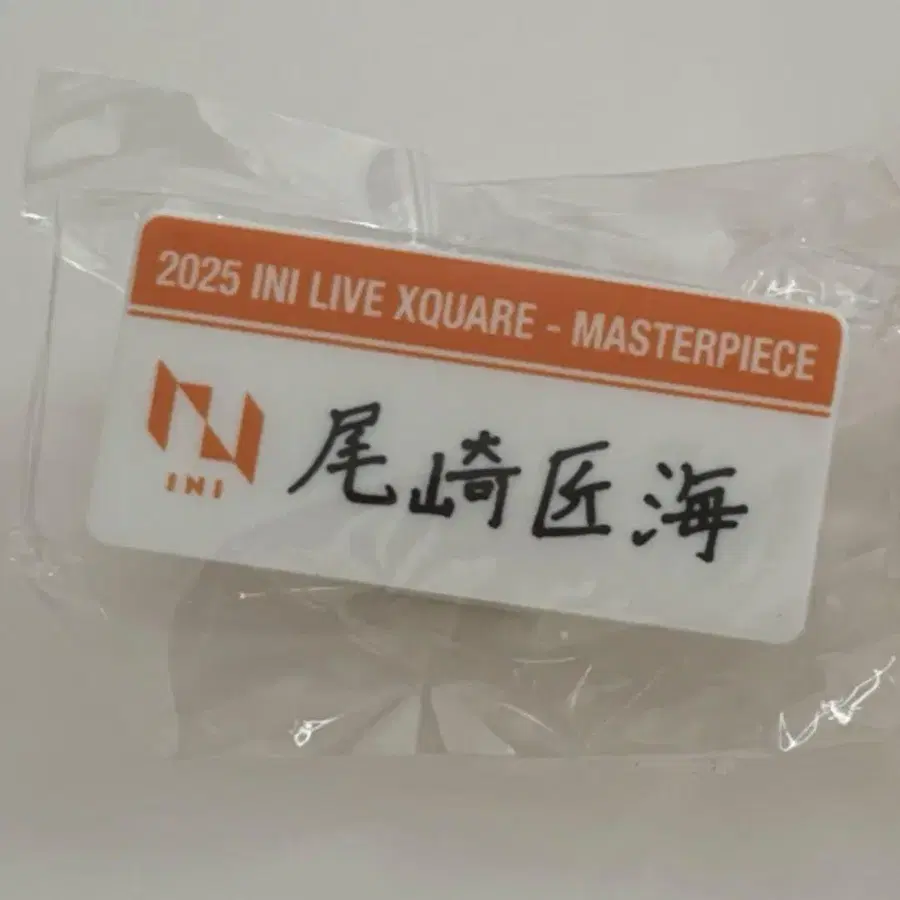 2025 INI LIVE XQUARE - MASTERPIECE
INI
尾崎匠海